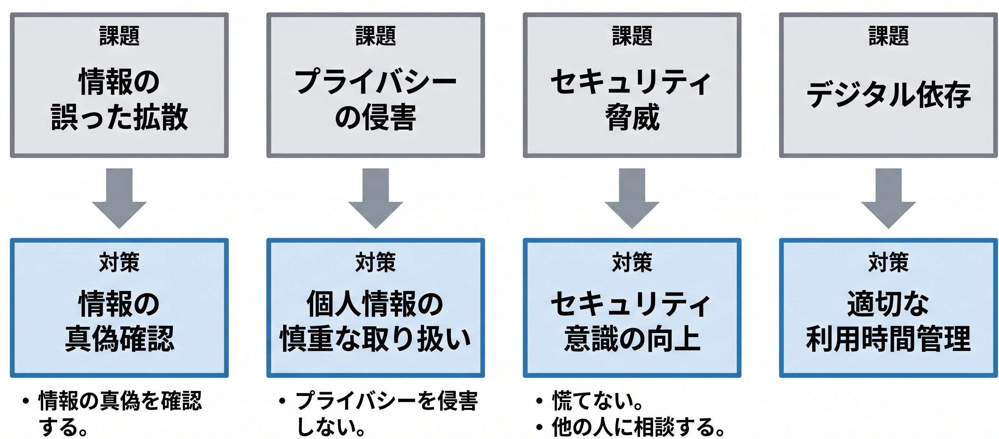 課題
情報の
誤った拡散
課題
プライバシー
の侵害
課題
セキュリティ
脅威
課題
デジタル依存
対策
情報の
真偽確認
対策
個人情報の
慎重な取り扱い
対策
セキュリティ
意識の向上
対策
適切な
利用時間管理
• 情報の真偽を確認
する。
• プライバシーを侵害
しない。
• 慌てない。
• 他の人に相談する。